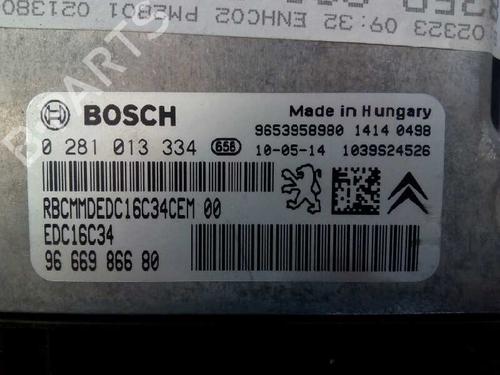 02323 09:32 ENHC02 PM2801 021380
BOSCH
Made in Hungary
9653958980 1414 0498
0 281 013 334 656 10-05-14 1039S24526
RBCMMDEDC16C34CEM 00
EDC16C34
96 669 866 80